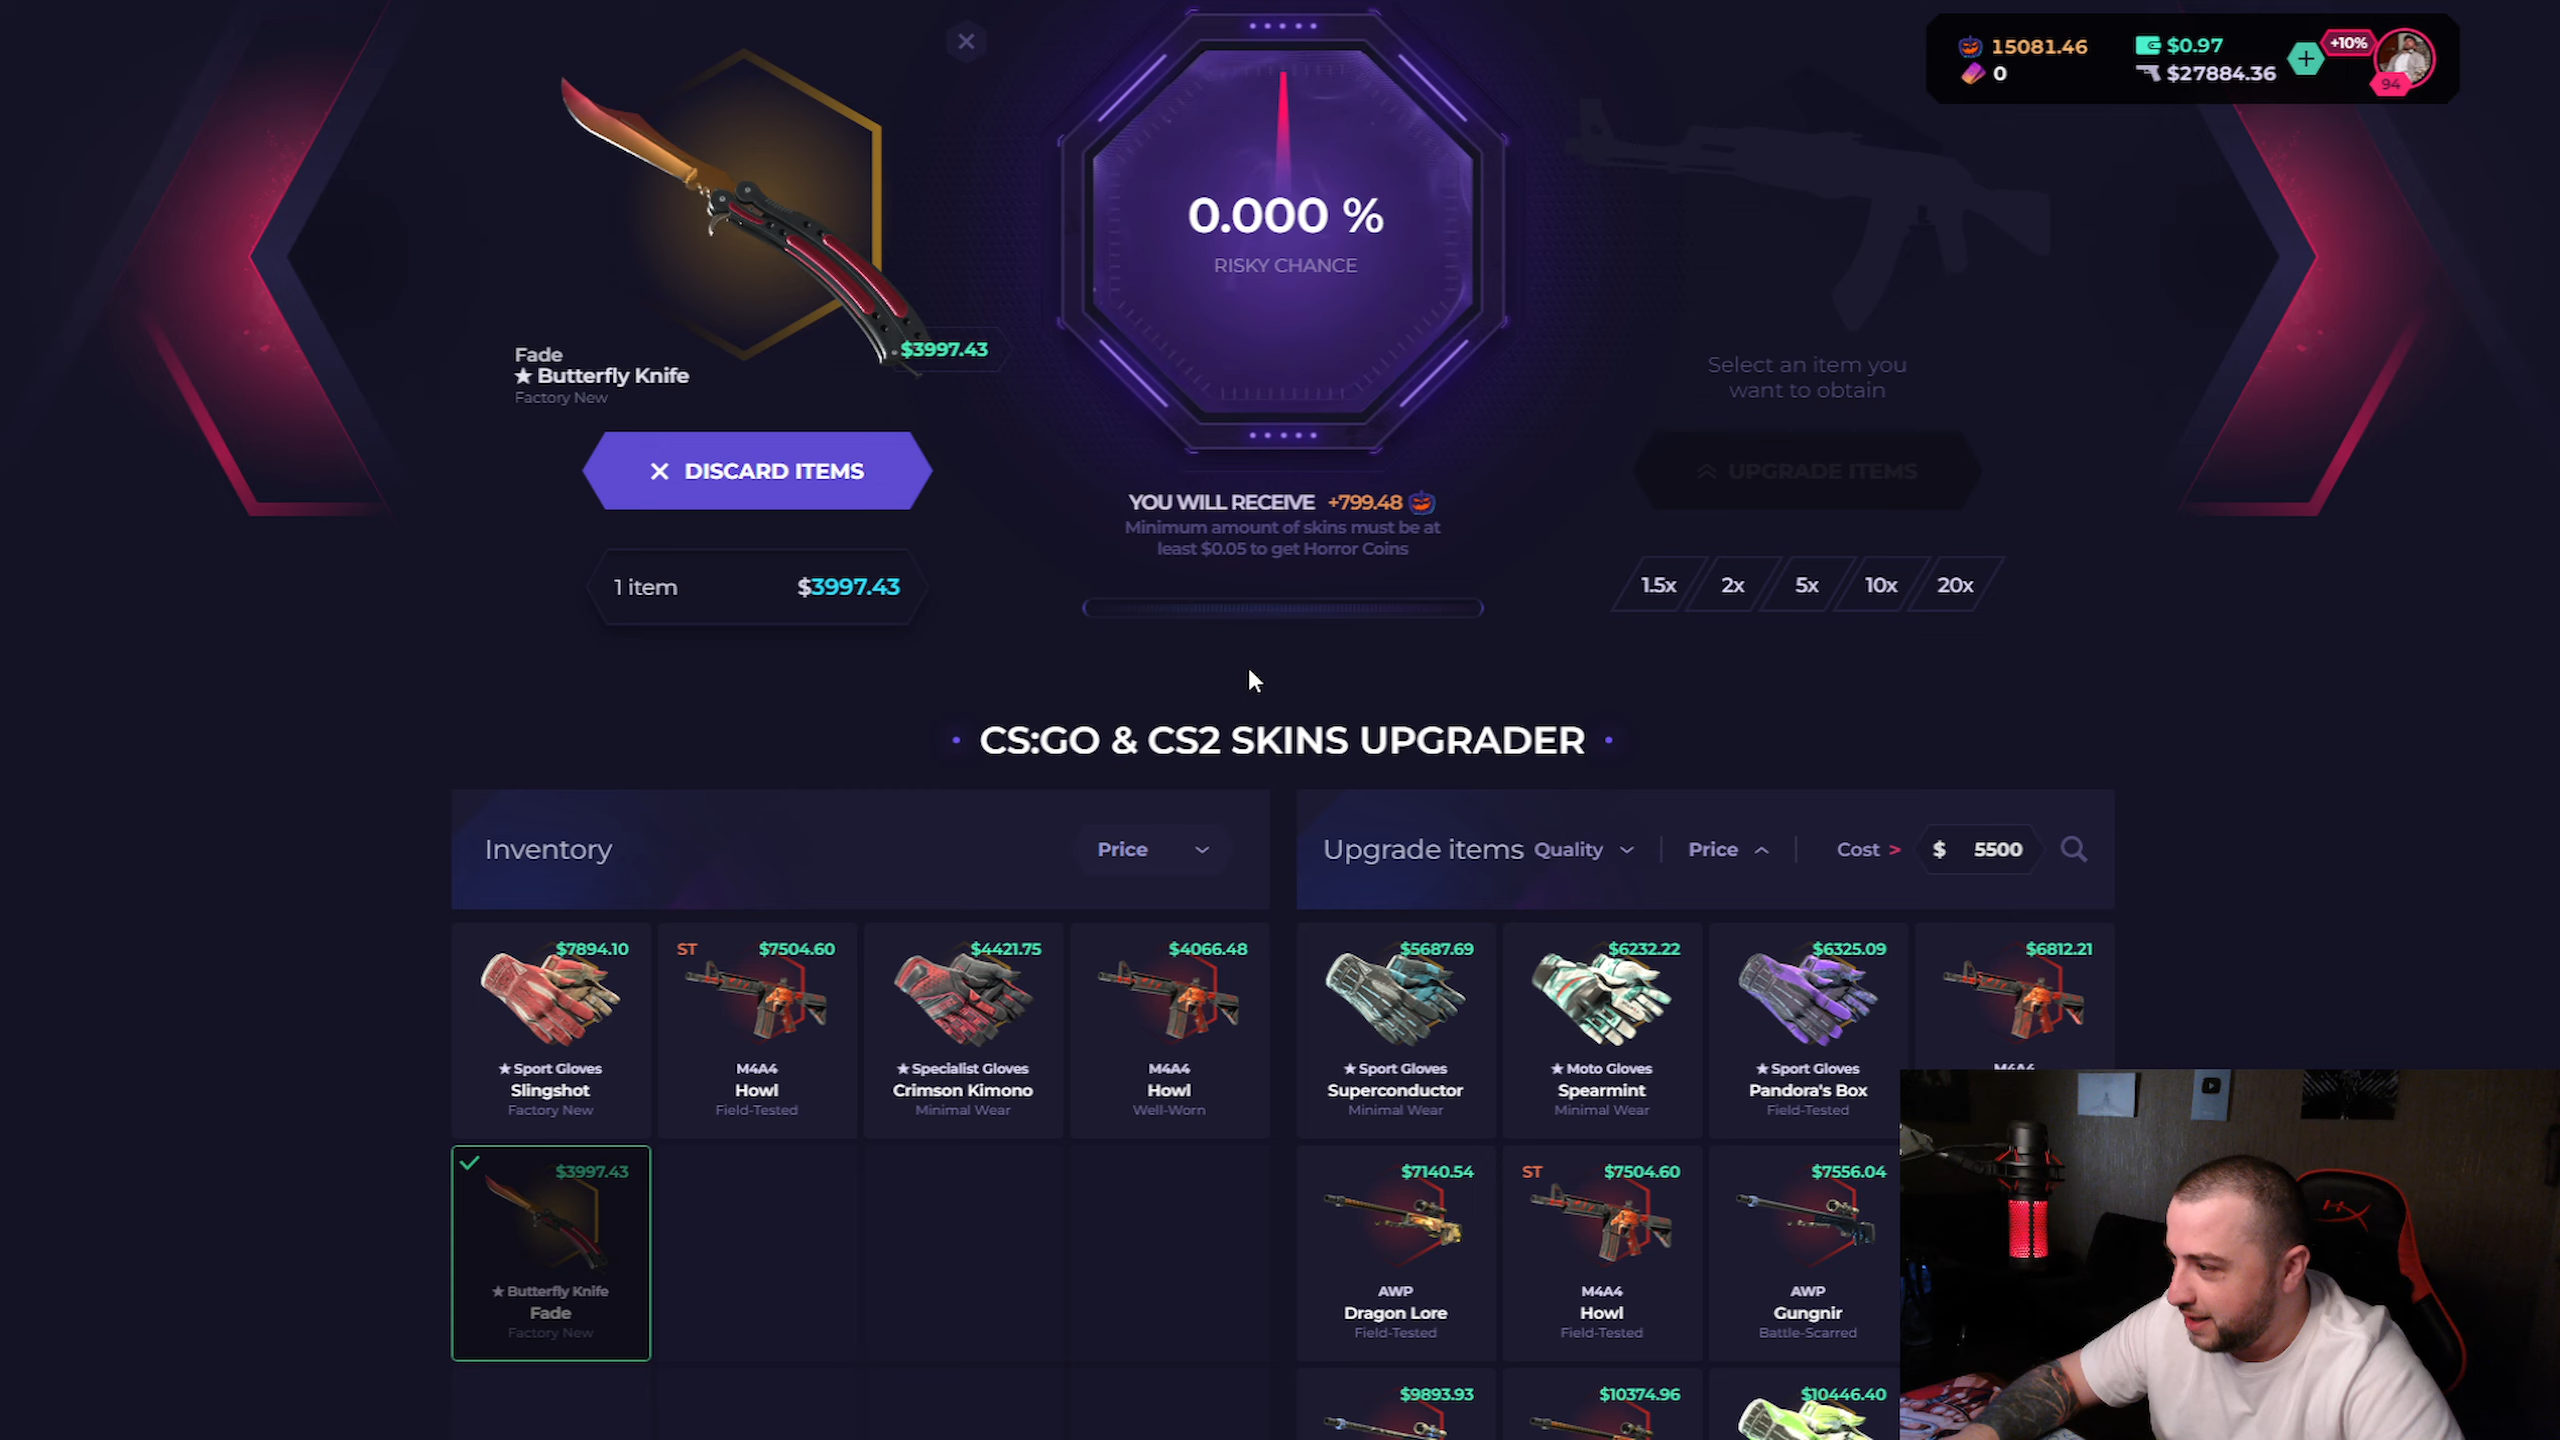 15081.46
0
$0.97
$27884.36
+10%
94
0.000 %
RISKY CHANCE
$3997.43
Fade
★ Butterfly Knife
Factory New
DISCARD ITEMS
1 item
$3997.43
YOU WILL RECEIVE +799.48
Minimum amount of skins must be at
least $0.05 to get Horror Coins
Select an item you
want to obtain
UPGRADE ITEMS
1.5x
2x
5x
10x
20x
CS:GO & CS2 SKINS UPGRADER
Inventory
Price
Upgrade items
Quality
Price
Cost >
$ 5500
$7894.10
★ Sport Gloves
Slingshot
Factory New
ST
$7504.60
M4A4
Howl
Field-Tested
$4421.75
★ Specialist Gloves
Crimson Kimono
Minimal Wear
$4066.48
M4A4
Howl
Well-Worn
$3997.43
★ Butterfly Knife
Fade
Factory New
$5687.69
★ Sport Gloves
Superconductor
Minimal Wear
$6232.22
★ Moto Gloves
Spearmint
Minimal Wear
$6325.09
★ Sport Gloves
Pandora's Box
Field-Tested
$6812.21
M4A4
$7140.54
AWP
Dragon Lore
Field-Tested
ST
$7504.60
M4A4
Howl
Field-Tested
$7556.04
AWP
Gungnir
Battle-Scarred
$9893.93
$10374.96
$10446.40